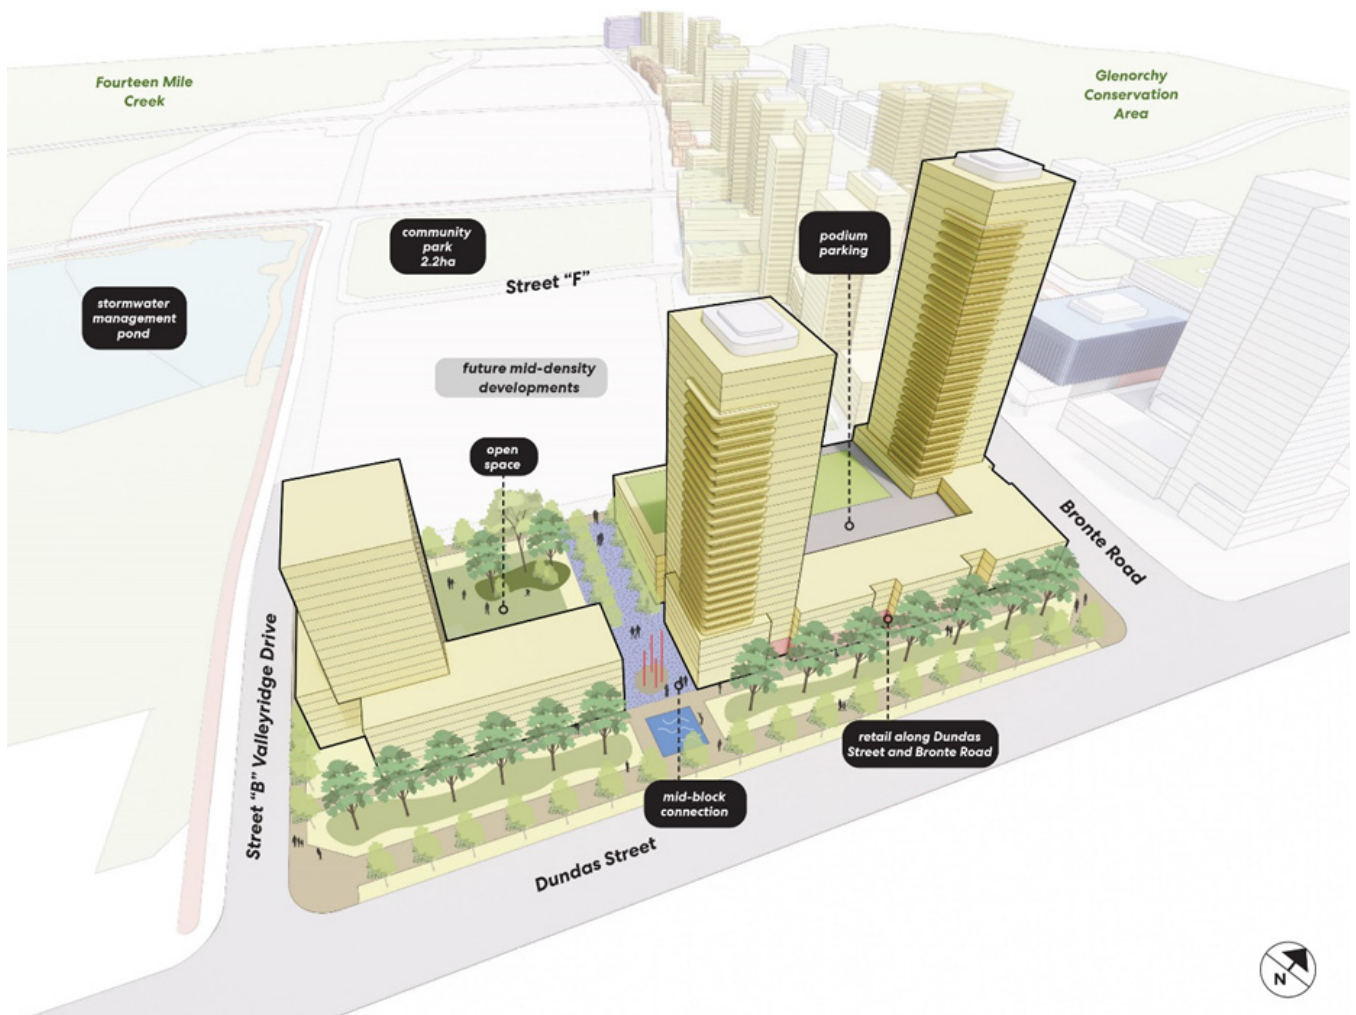 Fourteen Mile
Creek
Glenorchy
Conservation
Area
community
park
2.2ha
podium
parking
Street "F"
stormwater
management
pond
future mid-density
developments
open
space
Bronte Road
Street "B" Valleyridge Drive
retail along Dundas
Street and Bronte Road
mid-block
connection
Dundas Street
N